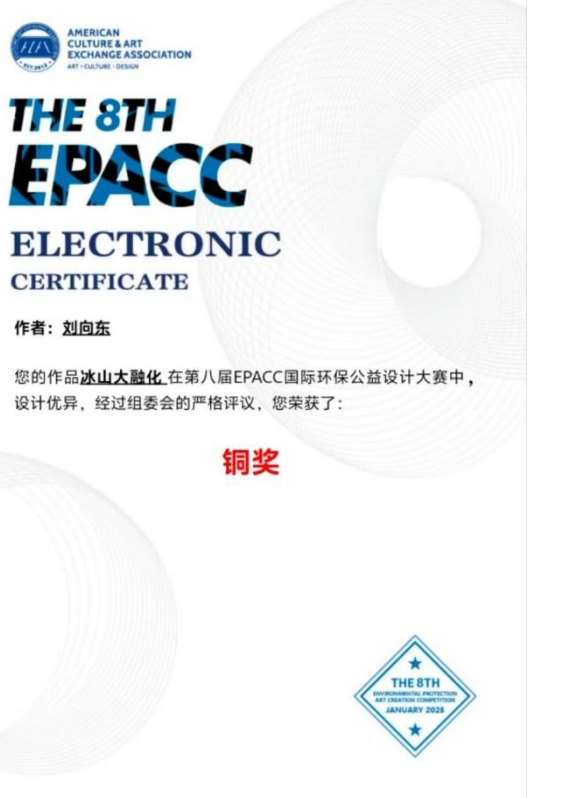 AMERICAN
CULTURE & ART
EXCHANGE ASSOCIATION
ART · CULTURE · DESIGN
THE 8TH
EPACC
ELECTRONIC
CERTIFICATE
作者：刘向东
您的作品冰山大融化 在第八届EPACC国际环保公益设计大赛中，
设计优异，经过组委会的严格评议，您荣获了：
铜奖
THE 8TH
ENVIRONMENTAL PROTECTION
ART CREATION COMPETITION
JANUARY 2025